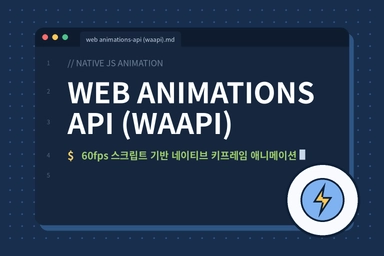 web animations-api (waapi).md
1 // NATIVE JS ANIMATION
2 WEB ANIMATIONS
3 API (WAAPI)
4 $ 60fps 스크립트 기반 네이티브 키프레임 애니메이션
5